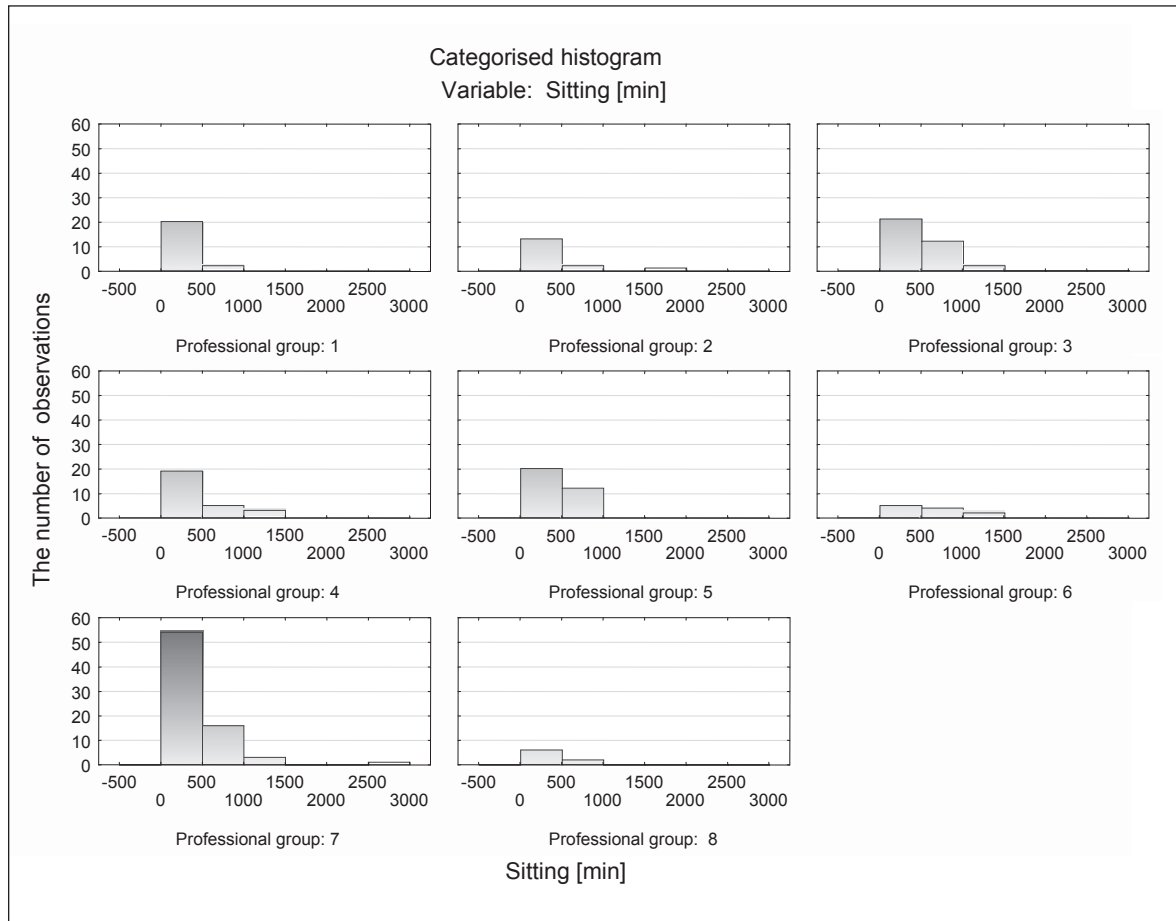 Categorised histogram
Variable: Sitting [min]
The number of observations
60
50
40
30
20
10
0
-500 500 1500 2500
0 1000 2000 3000
Professional group: 1
-500 500 1500 2500
0 1000 2000 3000
Professional group: 2
-500 500 1500 2500
0 1000 2000 3000
Professional group: 3
60
50
40
30
20
10
0
-500 500 1500 2500
0 1000 2000 3000
Professional group: 4
-500 500 1500 2500
0 1000 2000 3000
Professional group: 5
-500 500 1500 2500
0 1000 2000 3000
Professional group: 6
60
50
40
30
20
10
0
-500 500 1500 2500
0 1000 2000 3000
Professional group: 7
-500 500 1500 2500
0 1000 2000 3000
Professional group: 8
Sitting [min]